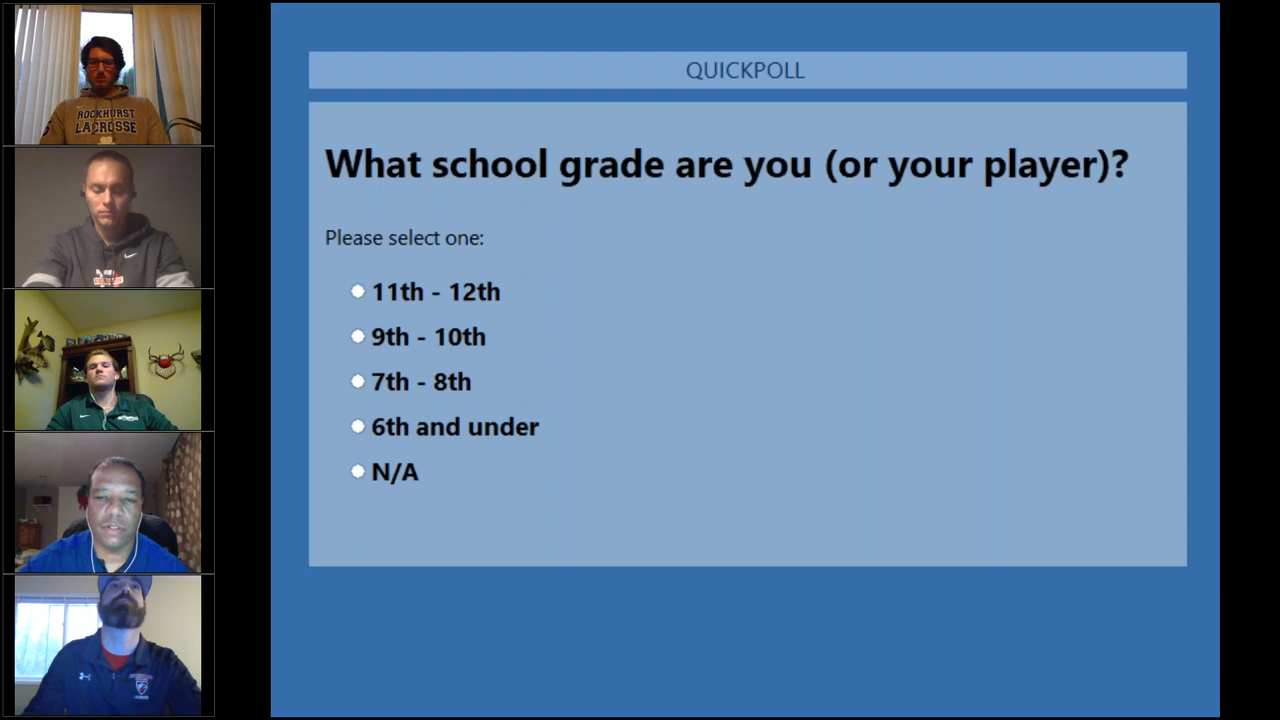 ROCKHURST
LACROSSE
QUICKPOLL
What school grade are you (or your player)?
Please select one:
11th - 12th
9th - 10th
7th - 8th
6th and under
N/A